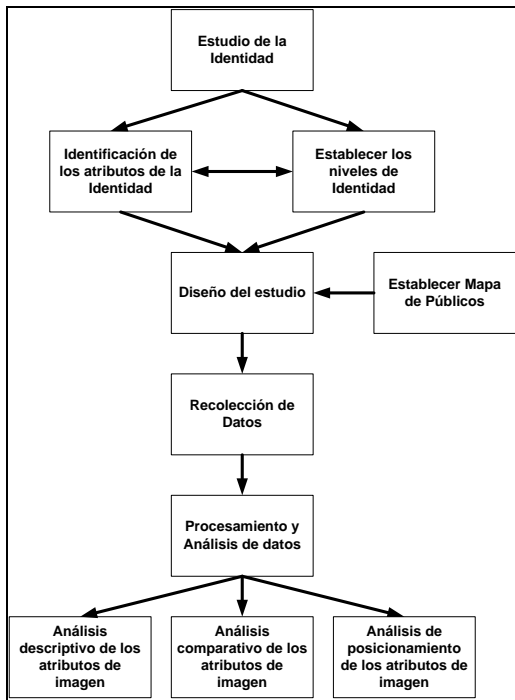 Estudio de la
Identidad
Identificación de
los atributos de la
Identidad
Establecer los
niveles de
Identidad
Diseño del estudio
Establecer Mapa
de Públicos
Recolección de
Datos
Procesamiento y
Análisis de datos
Análisis
descriptivo de los
atributos de
imagen
Análisis
comparativo de los
atributos de
imagen
Análisis de
posicionamiento
de los atributos de
imagen